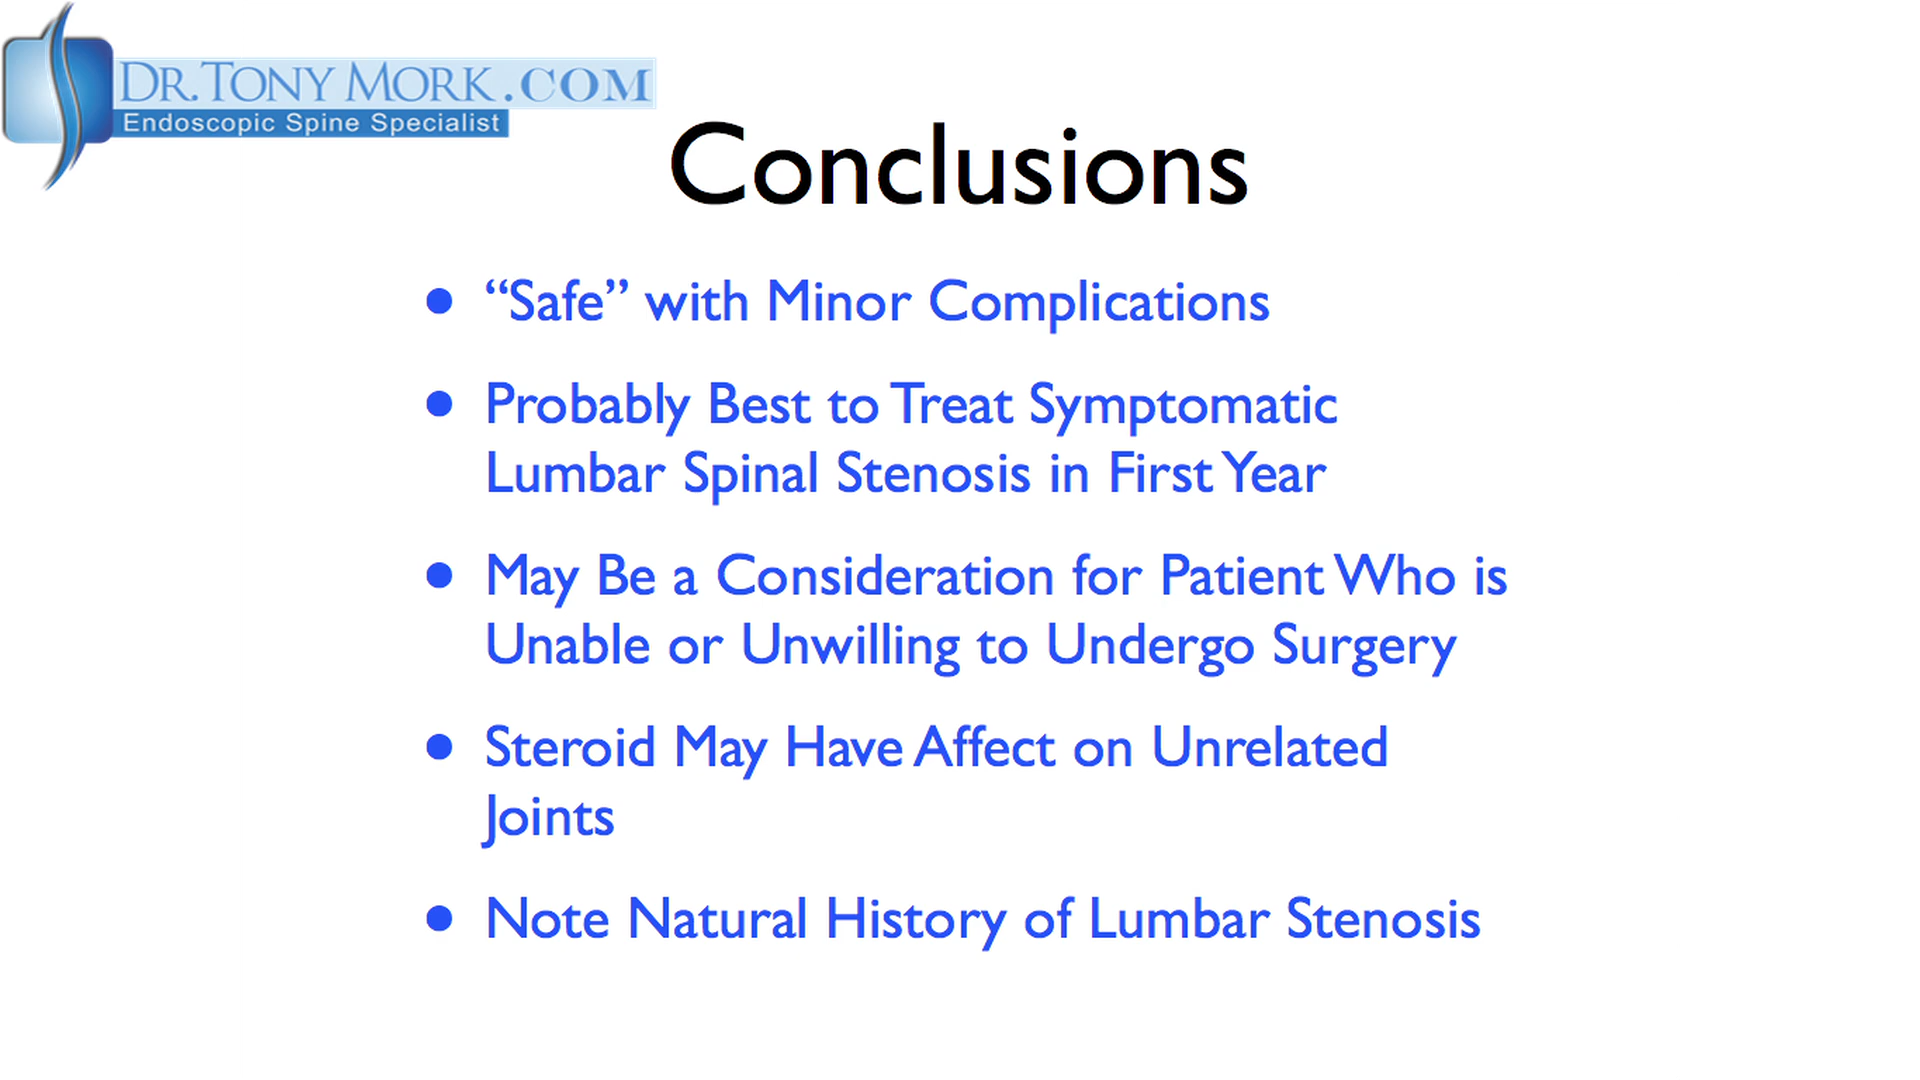 DR. TONY MORK.COM
Endoscopic Spine Specialist
Conclusions
• “Safe” with Minor Complications
• Probably Best to Treat Symptomatic
Lumbar Spinal Stenosis in First Year
• May Be a Consideration for Patient Who is
Unable or Unwilling to Undergo Surgery
• Steroid May Have Affect on Unrelated
Joints
• Note Natural History of Lumbar Stenosis